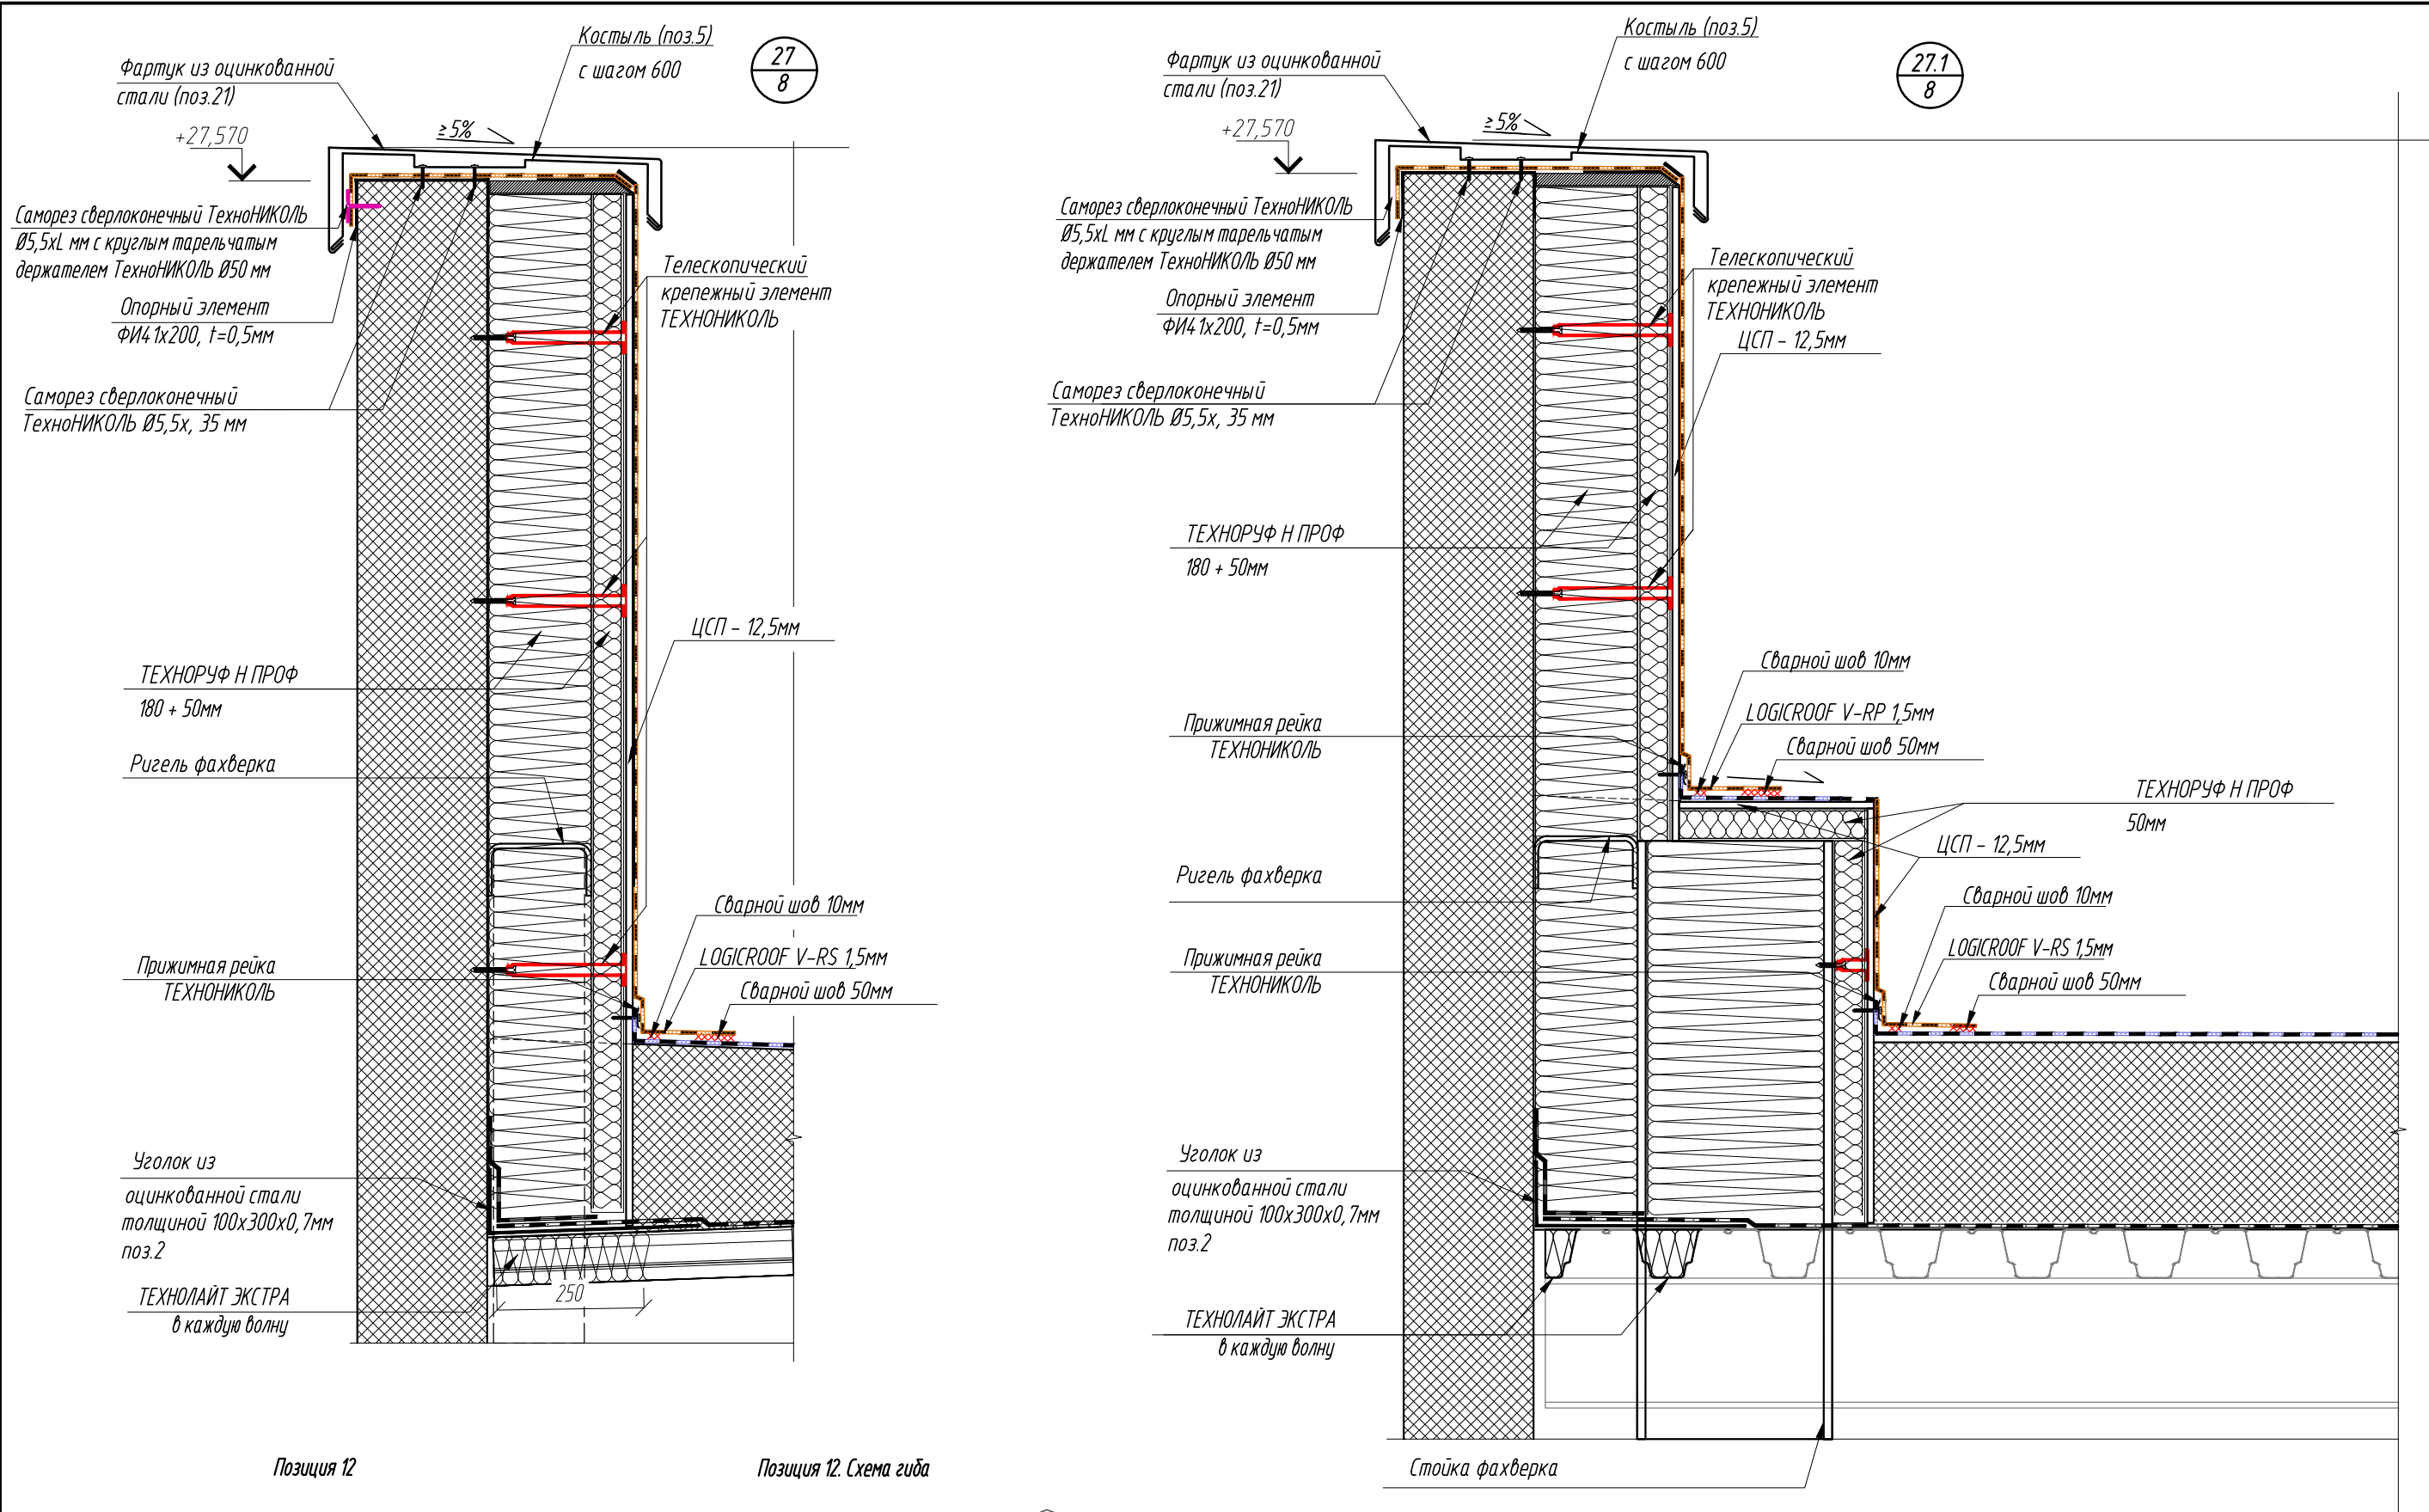 Костыль (поз.5)
с шагом 600
27
8
Фартук из оцинкованной
стали (поз.21)
+27,570
≥5%
Саморез сверлоконечный ТехноНИКОЛЬ
Ø5,5xL мм с круглым тарельчатым
держателем ТехноНИКОЛЬ Ø50 мм
Опорный элемент
ФИ41х200, t=0,5мм
Саморез сверлоконечный
ТехноНИКОЛЬ Ø5,5х, 35 мм
Телескопический
крепежный элемент
ТЕХНОНИКОЛЬ
ЦСП - 12,5мм
ТЕХНОРУФ Н ПРОФ
180 + 50мм
Ригель фахверка
Сварной шов 10мм
LOGICROOF V-RS 1,5мм
Сварной шов 50мм
Прижимная рейка
ТЕХНОНИКОЛЬ
Уголок из
оцинкованной стали
толщиной 100х300х0,7мм
поз.2
ТЕХНОЛАЙТ ЭКСТРА
в каждую волну
250
Позиция 12
Позиция 12. Схема гиба
Костыль (поз.5)
с шагом 600
27.1
8
Фартук из оцинкованной
стали (поз.21)
+27,570
≥5%
Саморез сверлоконечный ТехноНИКОЛЬ
Ø5,5xL мм с круглым тарельчатым
держателем ТехноНИКОЛЬ Ø50 мм
Опорный элемент
ФИ41х200, t=0,5мм
Саморез сверлоконечный
ТехноНИКОЛЬ Ø5,5х, 35 мм
Телескопический
крепежный элемент
ТЕХНОНИКОЛЬ
ЦСП - 12,5мм
ТЕХНОРУФ Н ПРОФ
180 + 50мм
Сварной шов 10мм
LOGICROOF V-RP 1,5мм
Сварной шов 50мм
Прижимная рейка
ТЕХНОНИКОЛЬ
ТЕХНОРУФ Н ПРОФ
50мм
ЦСП - 12,5мм
Ригель фахверка
Сварной шов 10мм
LOGICROOF V-RS 1,5мм
Сварной шов 50мм
Прижимная рейка
ТЕХНОНИКОЛЬ
Уголок из
оцинкованной стали
толщиной 100х300х0,7мм
поз.2
ТЕХНОЛАЙТ ЭКСТРА
в каждую волну
Стойка фахверка